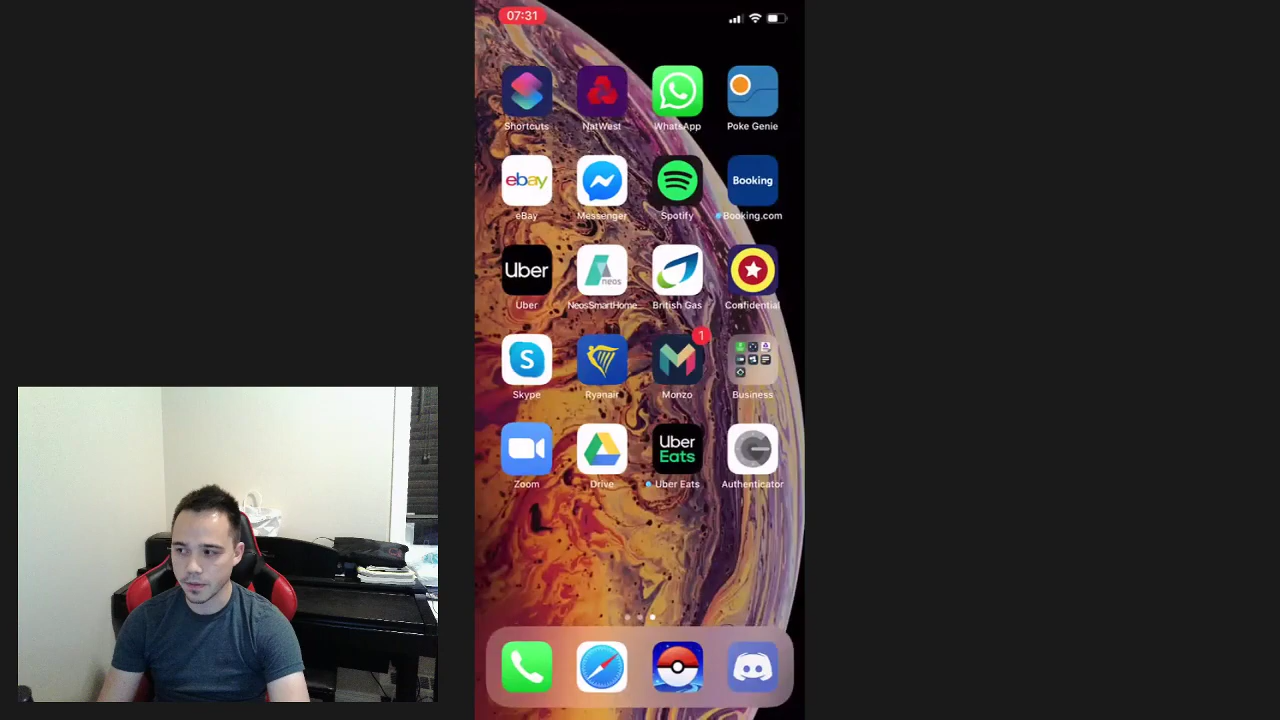 07:31
Shortcuts NatWest WhatsApp Poke Genie
ebay Booking
eBay Messenger Spotify Booking.com
Uber neos
Uber NeosSmartHome British Gas Confidential
S 1
Skype Ryanair Monzo Business
Uber
Eats
Zoom Drive Uber Eats Authenticator